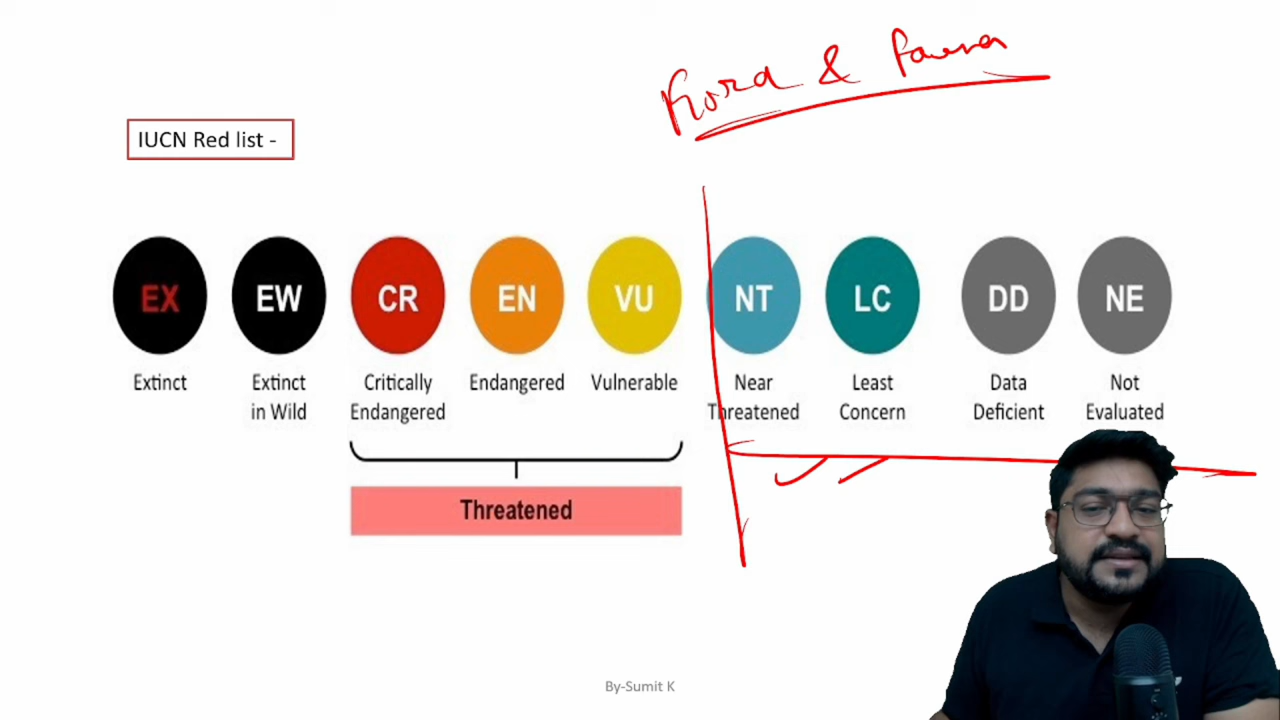 Flora & fauna
IUCN Red list -
EX EW CR EN VU NT LC DD NE
Extinct Extinct Critically Endangered Vulnerable Near Least Data Not
in Wild Endangered Threatened Concern Deficient Evaluated
Threatened
By-Sumit K